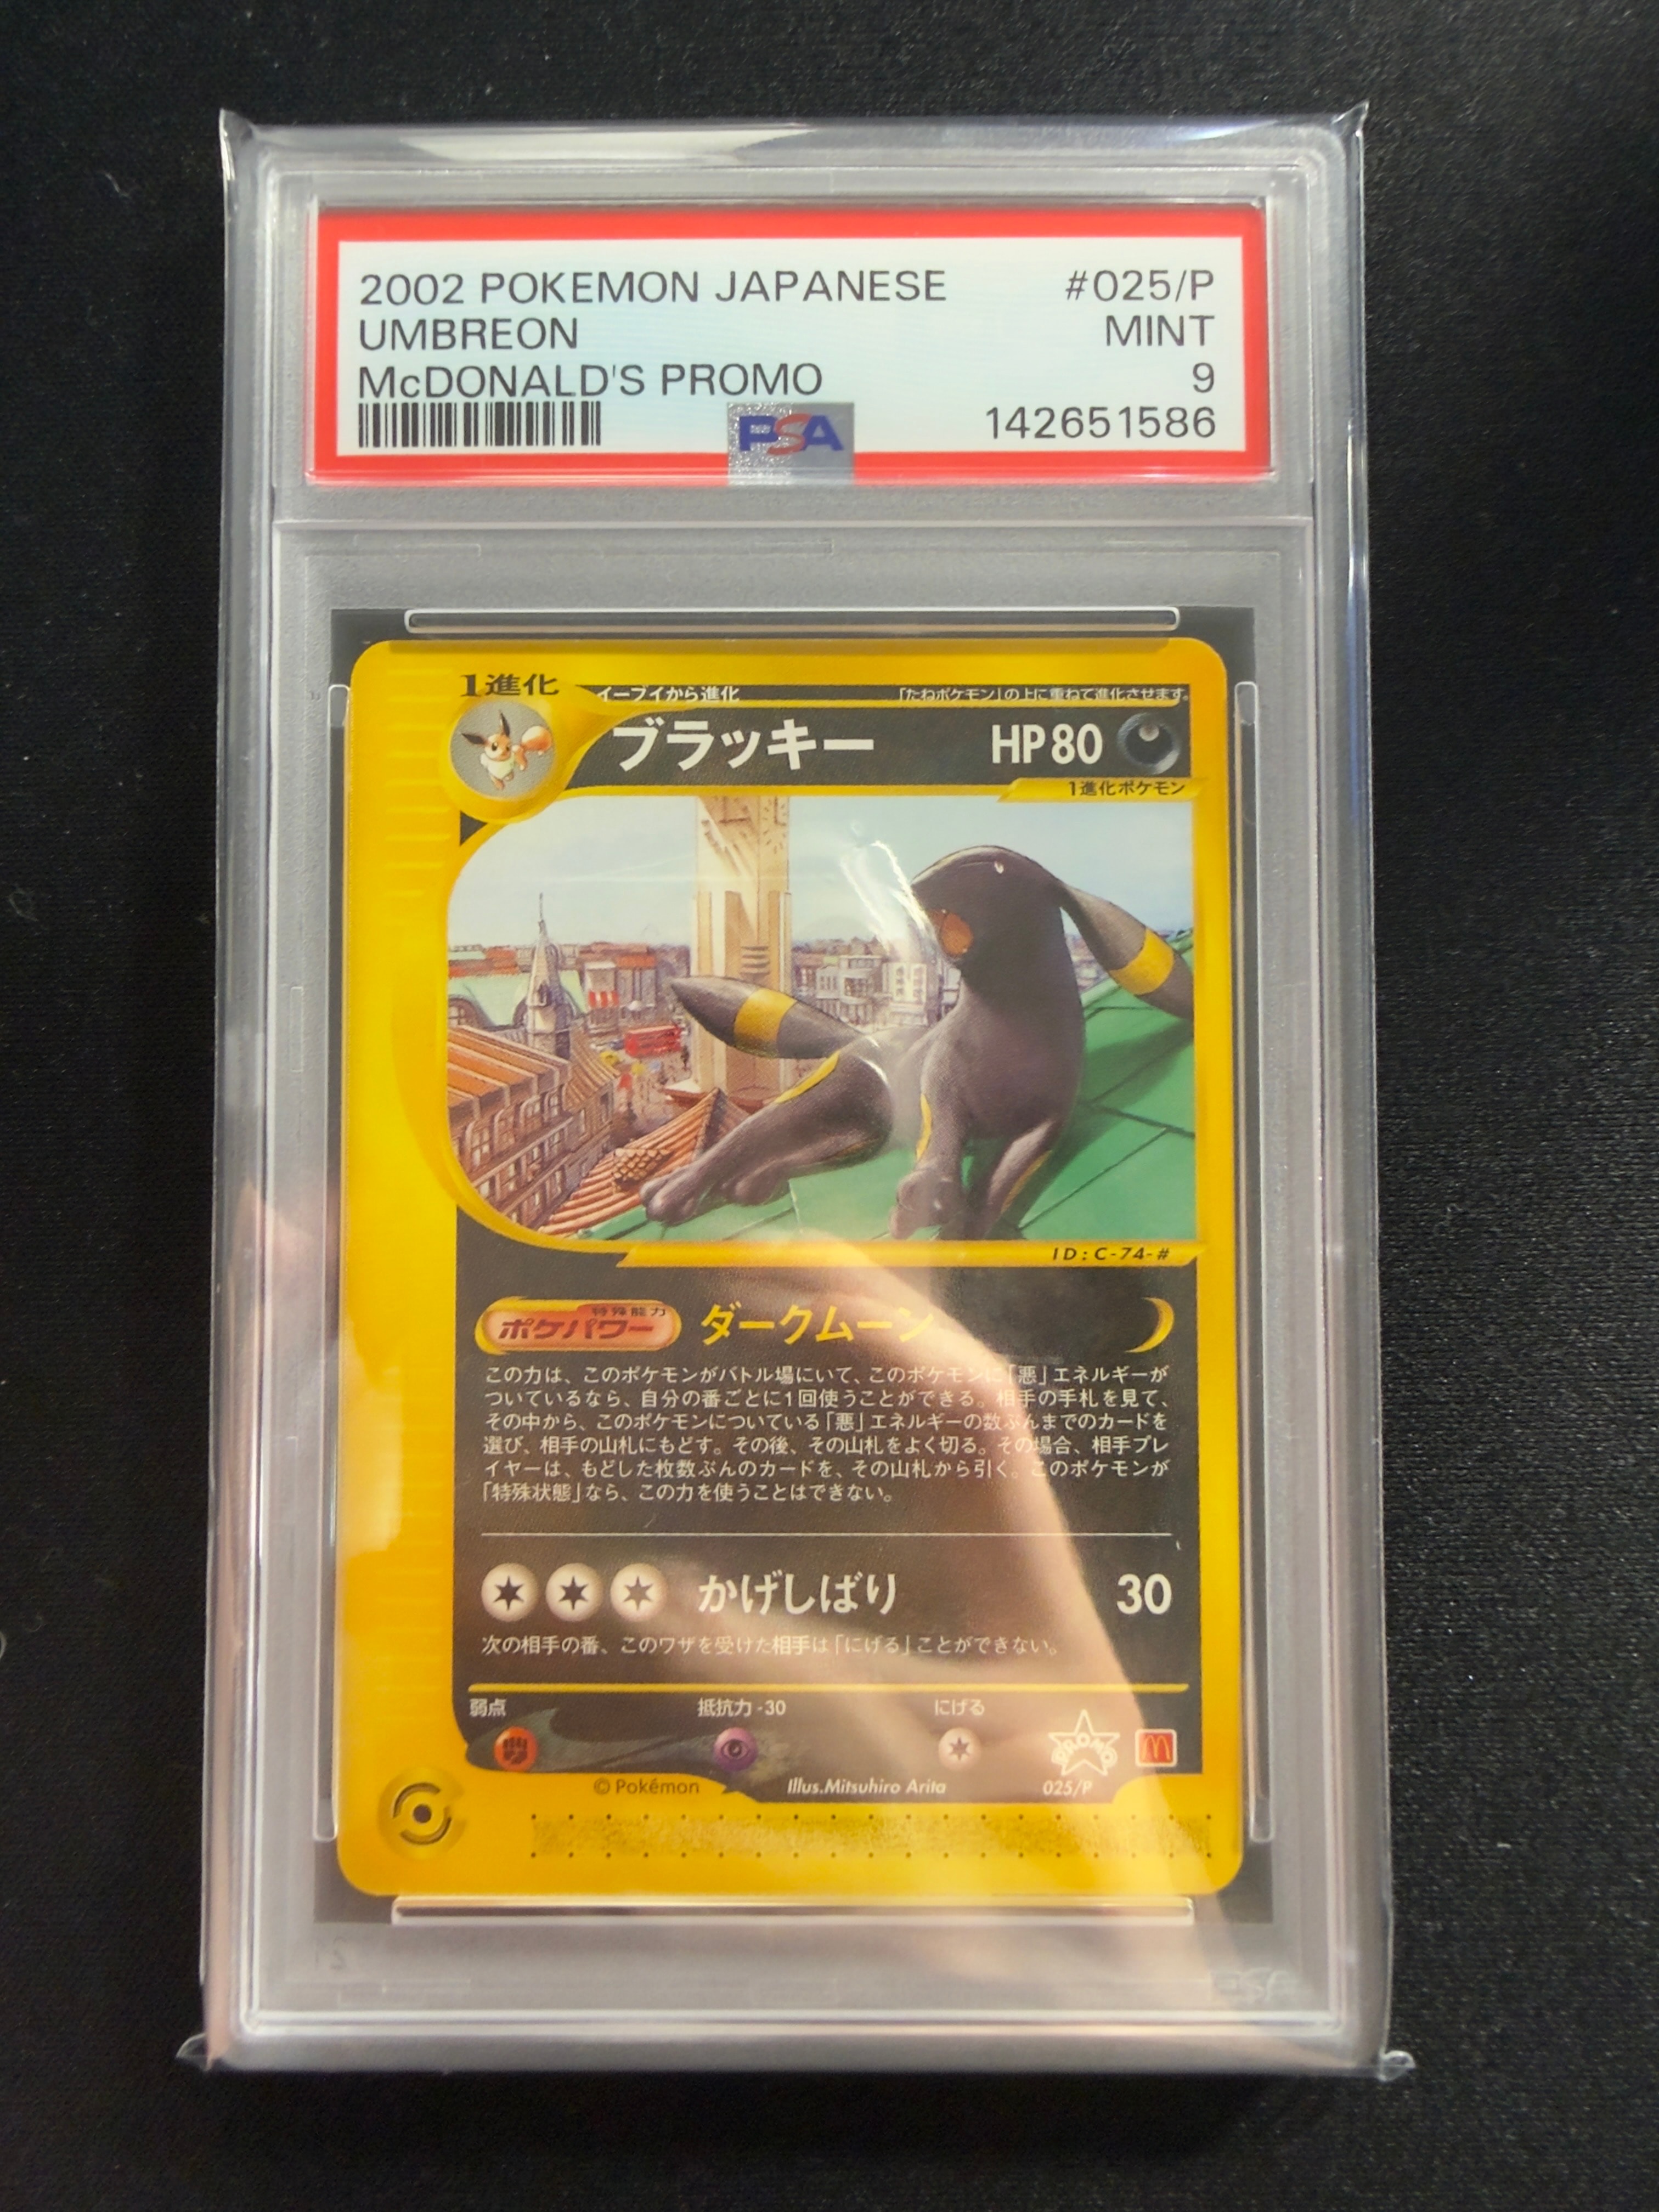 2002 POKEMON JAPANESE #025/P
UMBREON MINT
McDONALD'S PROMO 9
PSA 142651586
1進化 イーブイから進化 「たねポケモン」の上に重ねて進化させます。
ブラッキー HP80
1進化ポケモン
ID:C-74-#
特殊能力
ポケパワー ダークムーン
この力は、このポケモンがバトル場にいて、このポケモンに「悪」エネルギーが
ついているなら、自分の番ごとに1回使うことができる。相手の手札を見て、
その中から、このポケモンについている「悪」エネルギーの数ぶんまでのカードを
選び、相手の山札にもどす。その後、その山札をよく切る。その場合、相手プレ
イヤーは、もどした枚数ぶんのカードを、その山札から引く。このポケモンが
「特殊状態」なら、この力を使うことはできない。
かげしばり 30
次の相手の番、このワザを受けた相手は「にげる」ことができない。
弱点 抵抗力-30 にげる
PROMO
©Pokémon Illus.Mitsuhiro Arita 025/P
PSA